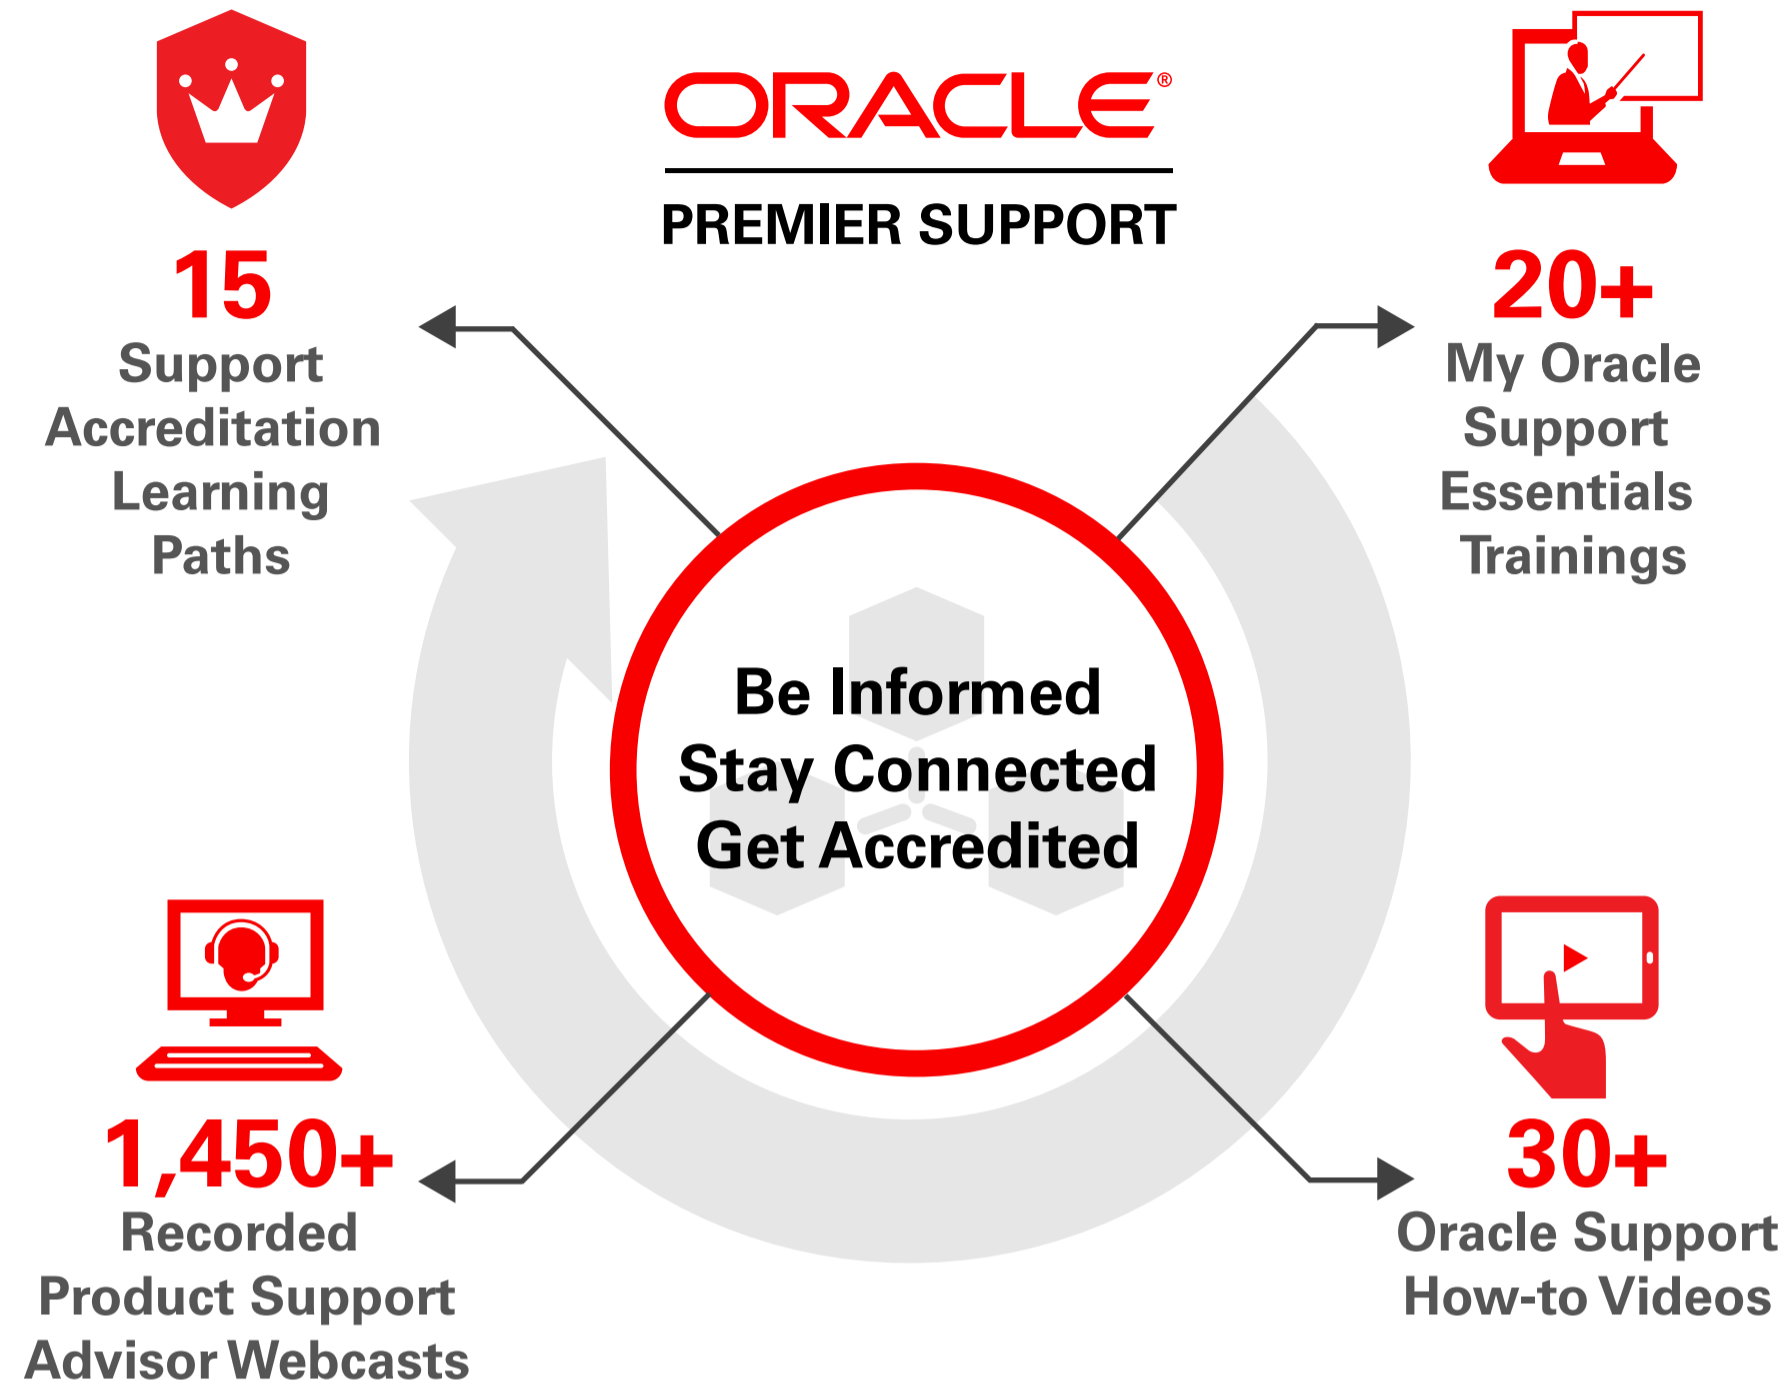 ORACLE®
PREMIER SUPPORT
15
Support
Accreditation
Learning
Paths
20+
My Oracle
Support
Essentials
Trainings
Be Informed
Stay Connected
Get Accredited
1,450+
Recorded
Product Support
Advisor Webcasts
30+
Oracle Support
How-to Videos